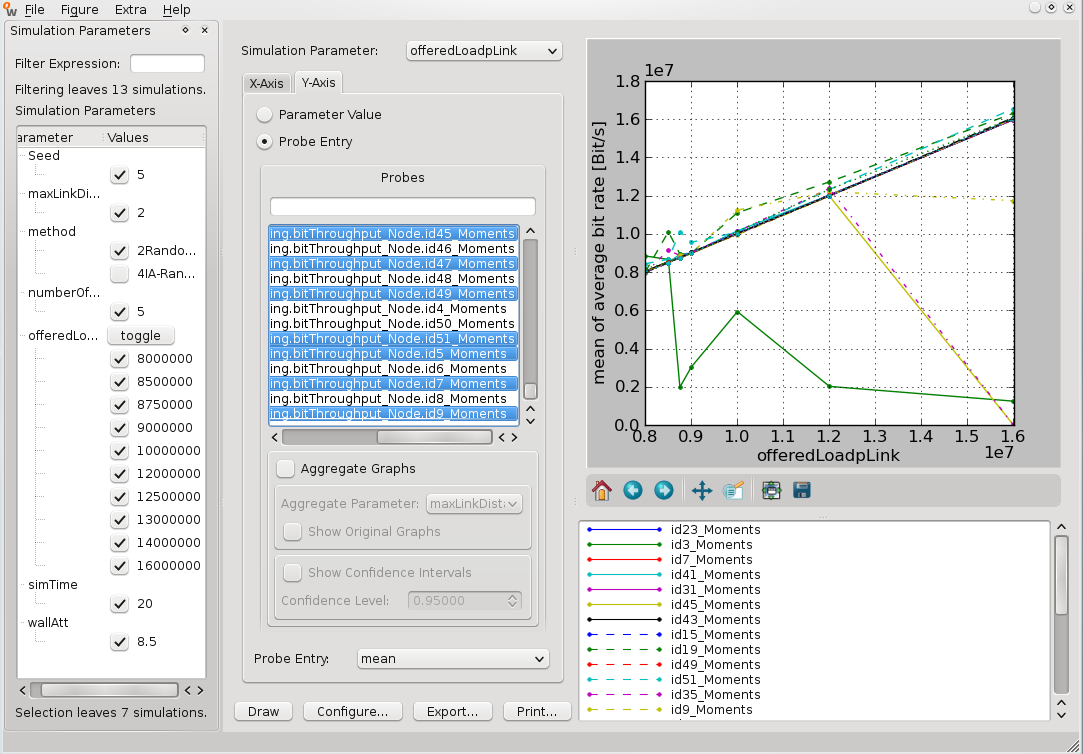 File Figure Extra Help
Simulation Parameters
Filter Expression:
Filtering leaves 13 simulations.
Simulation Parameters
arameter Values
Seed
5
maxLinkDi...
2
method
2Rando...
4IA-Ran...
numberOf...
5
offeredLo... toggle
8000000
8500000
8750000
9000000
10000000
12000000
12500000
13000000
14000000
16000000
simTime
20
wallAtt
8.5
Selection leaves 7 simulations.
Simulation Parameter: offeredLoadpLink
X-Axis Y-Axis
Parameter Value
Probe Entry
Probes
ing.bitThroughput_Node.id45_Moments
ing.bitThroughput_Node.id46_Moments
ing.bitThroughput_Node.id47_Moments
ing.bitThroughput_Node.id48_Moments
ing.bitThroughput_Node.id49_Moments
ing.bitThroughput_Node.id4_Moments
ing.bitThroughput_Node.id50_Moments
ing.bitThroughput_Node.id51_Moments
ing.bitThroughput_Node.id5_Moments
ing.bitThroughput_Node.id6_Moments
ing.bitThroughput_Node.id7_Moments
ing.bitThroughput_Node.id8_Moments
ing.bitThroughput_Node.id9_Moments
Aggregate Graphs
Aggregate Parameter: maxLinkDist
Show Original Graphs
Show Confidence Intervals
Confidence Level: 0.95000
Probe Entry: mean
Draw Configure... Export... Print...
1e7
1.8
1.6
1.4
1.2
1.0
0.8
0.6
0.4
0.2
0.0
mean of average bit rate [Bit/s]
0.8 0.9 1.0 1.1 1.2 1.3 1.4 1.5 1.6
offeredLoadpLink
1e7
id23_Moments
id3_Moments
id7_Moments
id41_Moments
id31_Moments
id45_Moments
id43_Moments
id15_Moments
id19_Moments
id49_Moments
id51_Moments
id35_Moments
id9_Moments